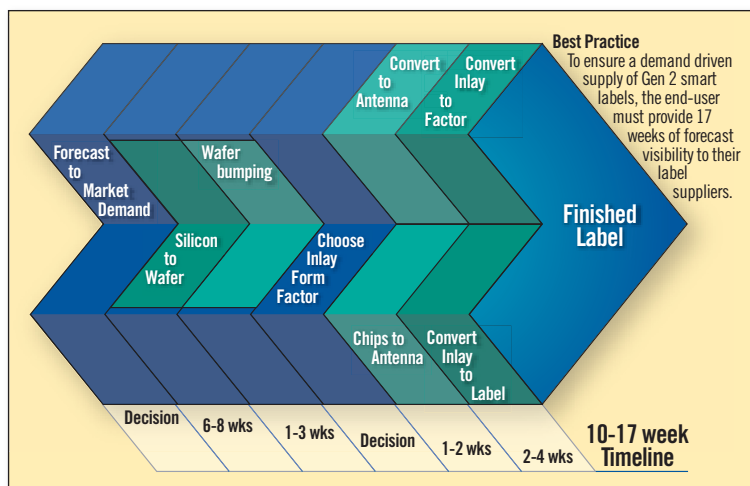 Best Practice
To ensure a demand driven
supply of Gen 2 smart
labels, the end-user
must provide 17
weeks of forecast
visibility to their
label
suppliers.
Convert
to
Antenna
Convert
Inlay
to
Factor
Forecast
to
Market
Demand
Wafer
bumping
Silicon
to
Wafer
Choose
Inlay
Form
Factor
Finished
Label
Chips to
Antenna
Convert
Inlay
to
Label
Decision
6-8 wks
1-3 wks
Decision
1-2 wks
2-4 wks
10-17 week
Timeline